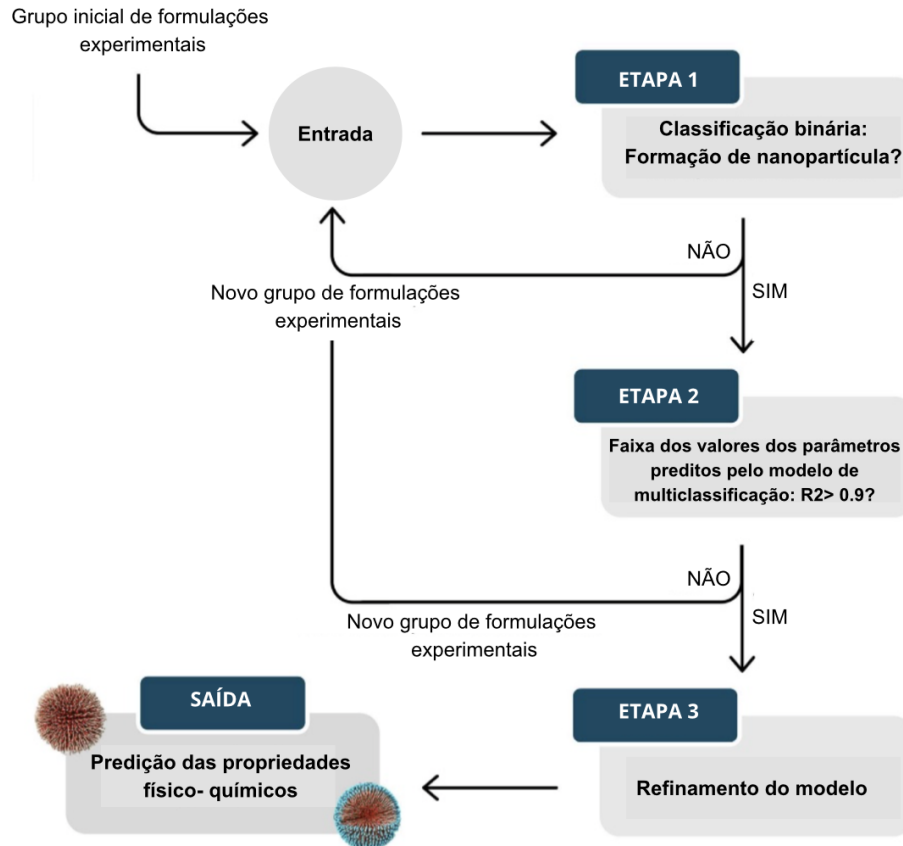 Grupo inicial de formulações
experimentais
Entrada
ETAPA 1
Classificação binária:
Formação de nanopartícula?
NÃO
SIM
Novo grupo de formulações
experimentais
ETAPA 2
Faixa dos valores dos parâmetros
preditos pelo modelo de
multiclassificação: R2> 0.9?
NÃO
SIM
Novo grupo de formulações
experimentais
ETAPA 3
Refinamento do modelo
SAÍDA
Predição das propriedades
físico- químicos